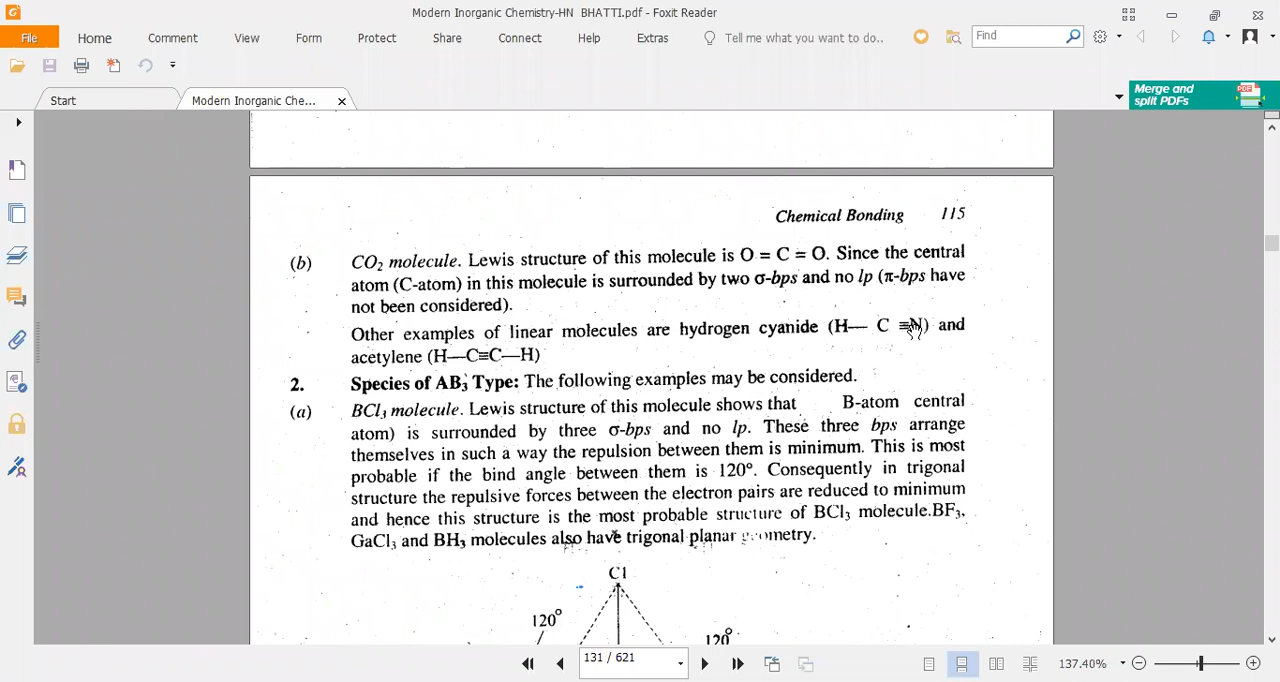 Modern Inorganic Chemistry-HN BHATTI.pdf - Foxit Reader
File Home Comment View Form Protect Share Connect Help Extras Tell me what you want to do.. Find
Start Modern Inorganic Che... Merge and
split PDFs
Chemical Bonding 115
(b) CO₂ molecule. Lewis structure of this molecule is O = C = O. Since the central
atom (C-atom) in this molecule is surrounded by two σ-bps and no lp (π-bps have
not been considered).
Other examples of linear molecules are hydrogen cyanide (H— C ≡N) and
acetylene (H—C≡C—H)
2. Species of AB₃ Type: The following examples may be considered.
(a) BCl₃ molecule. Lewis structure of this molecule shows that B-atom central
atom) is surrounded by three σ-bps and no lp. These three bps arrange
themselves in such a way the repulsion between them is minimum. This is most
probable if the bind angle between them is 120°. Consequently in trigonal
structure the repulsive forces between the electron pairs are reduced to minimum
and hence this structure is the most probable structure of BCl₃ molecule.BF₃,
GaCl₃ and BH₃ molecules also have trigonal planar geometry.
Cl
120°
120°
131 / 621 137.40%